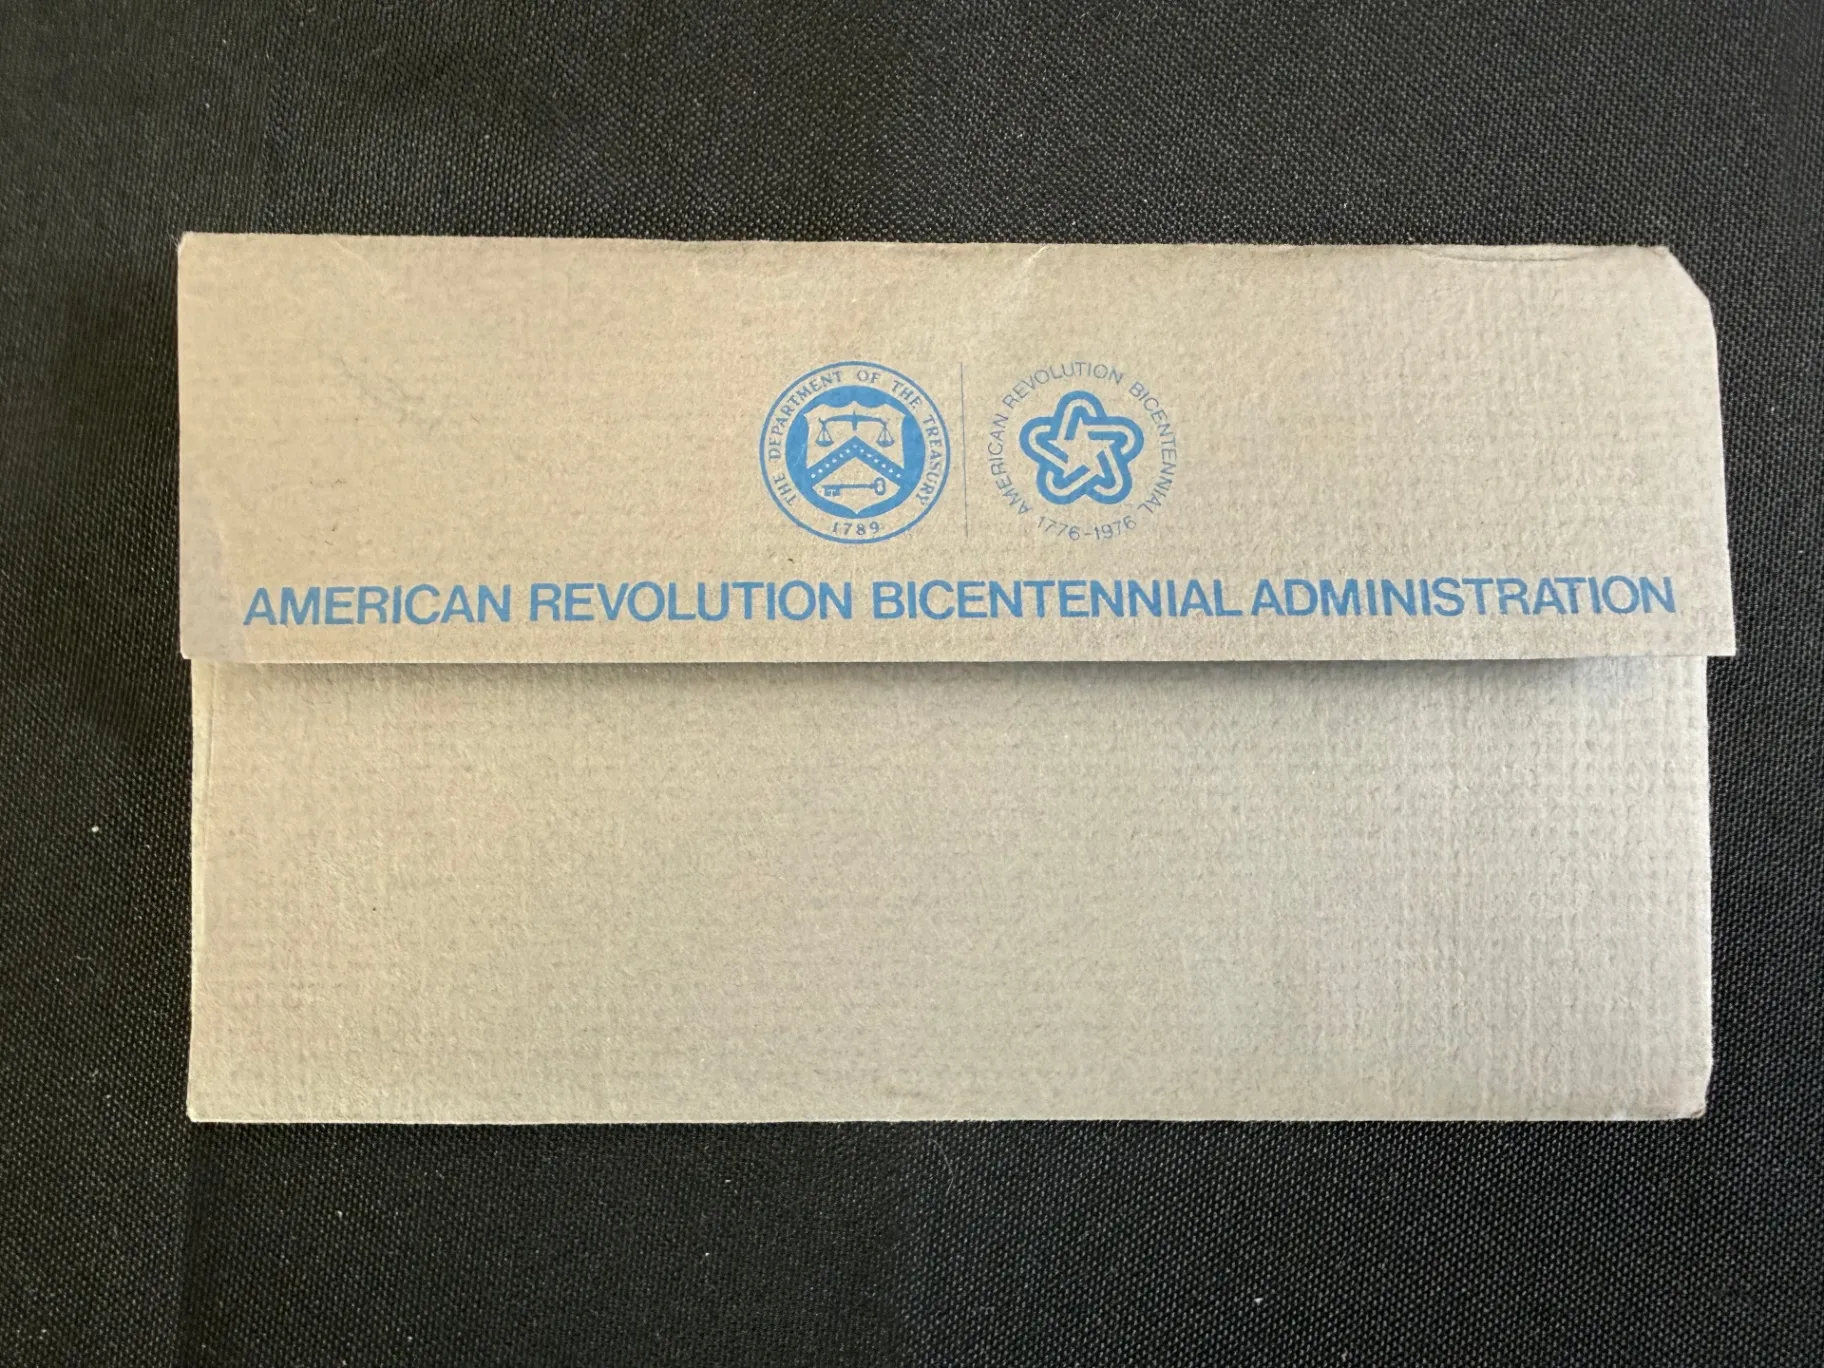 THE DEPARTMENT OF THE TREASURY
1789
AMERICAN REVOLUTION BICENTENNIAL
1776-1976
AMERICAN REVOLUTION BICENTENNIAL ADMINISTRATION